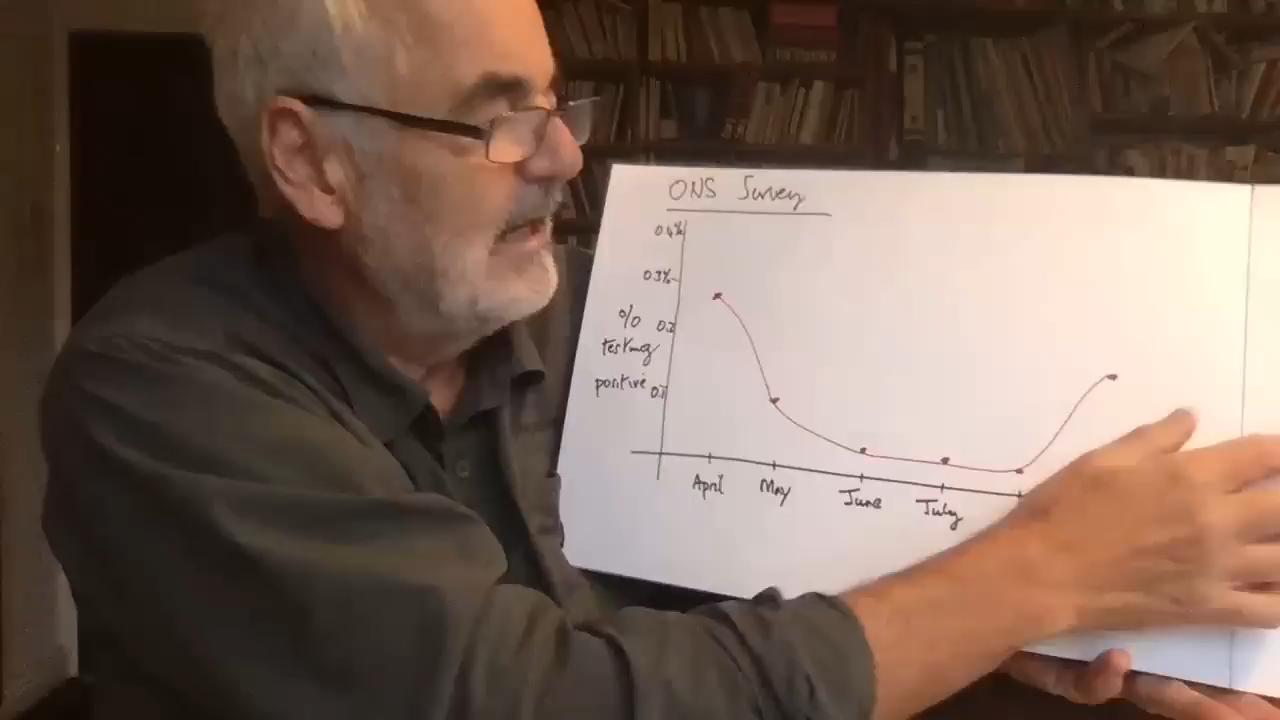 ONS Survey
0.4%
0.3%
0.2
0.1
%
testing
positive
April May June July